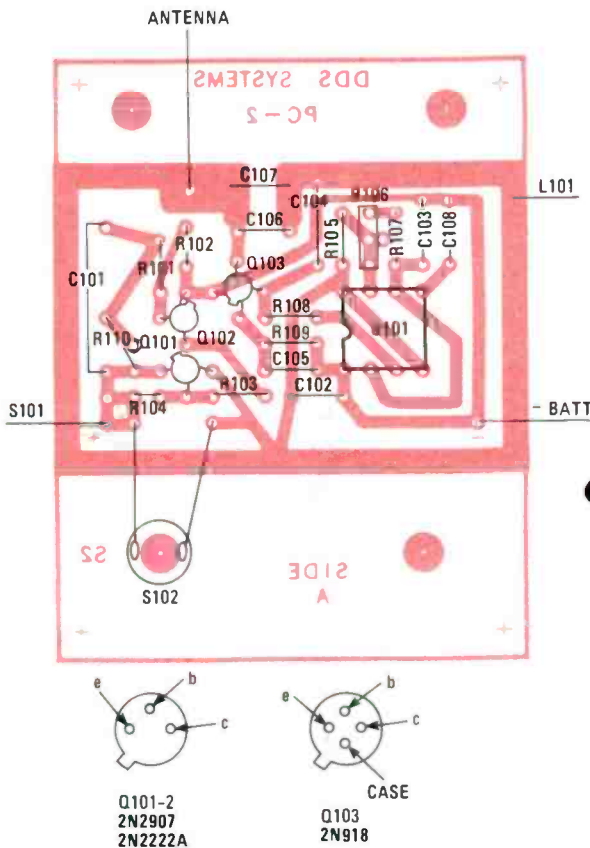 ANTENNA
DDS SYSTEMS
PC-2
C107
L101
C104
R106
C106
R105
R107
C103
C108
R102
C101
R101
Q103
R108
R110
Q101
Q102
R109
C105
R103
C102
S101
R104
+
-
- BATT
S2
SIDE
A
S102
e
b
c
e
b
c
CASE
Q101-2
2N2907
2N2222A
Q103
2N918